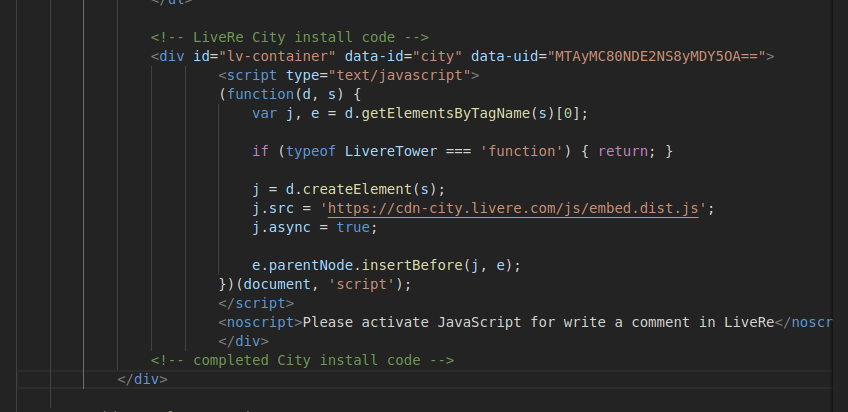 </ul>
<!-- LiveRe City install code -->
<div id="lv-container" data-id="city" data-uid="MTAyMC80NDE2NS8yMDY5OA==">
<script type="text/javascript">
(function(d, s) {
var j, e = d.getElementsByTagName(s)[0];
if (typeof LivereTower === 'function') { return; }
j = d.createElement(s);
j.src = 'https://cdn-city.livere.com/js/embed.dist.js';
j.async = true;
e.parentNode.insertBefore(j, e);
})(document, 'script');
</script>
<noscript>Please activate JavaScript for write a comment in LiveRe</noscr
</div>
<!-- completed City install code -->
</div>